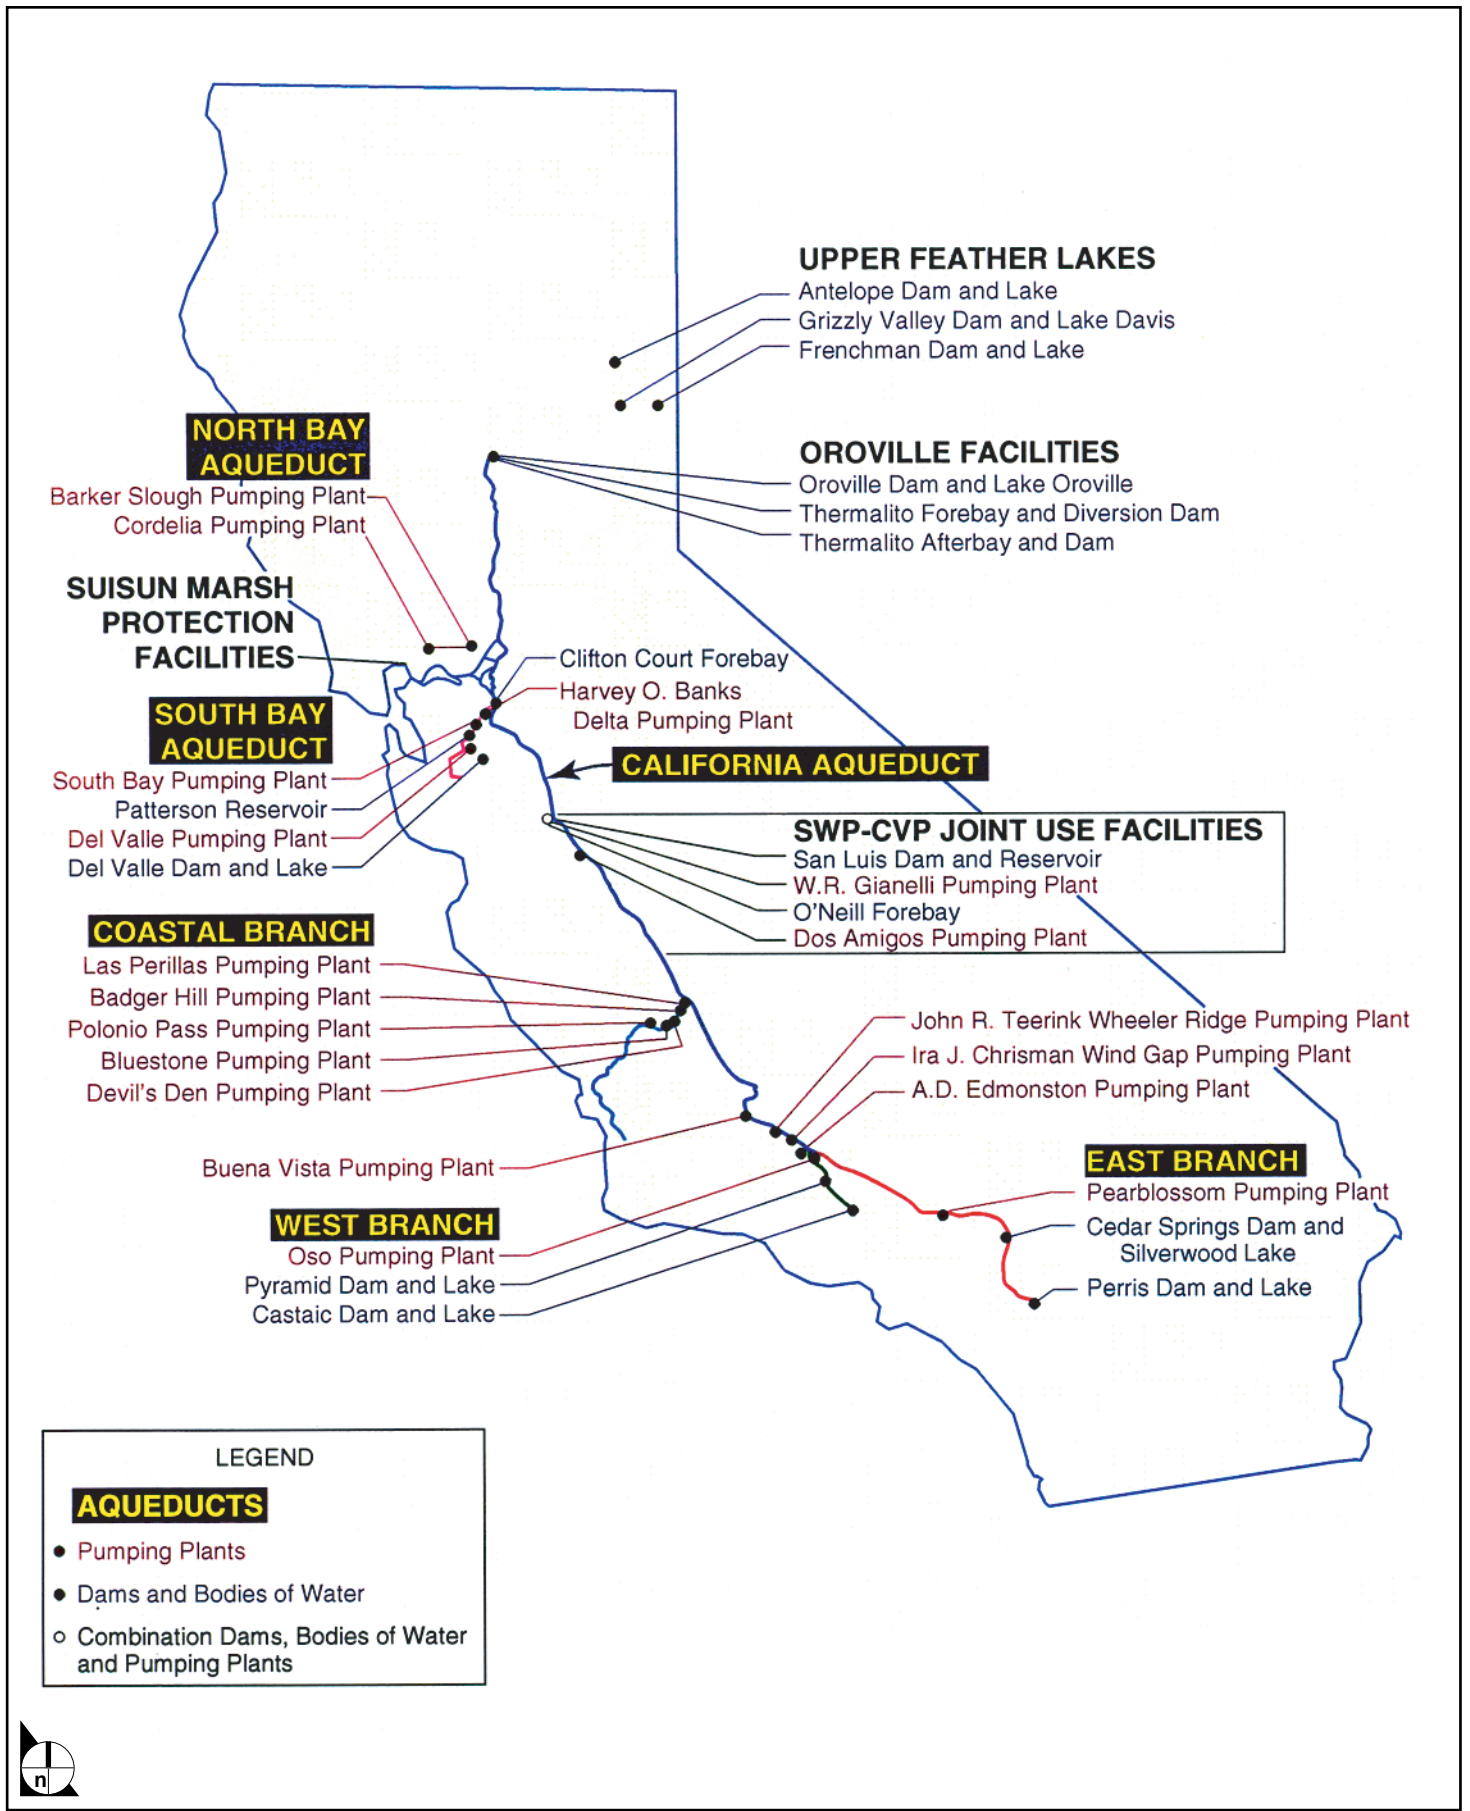 UPPER FEATHER LAKES
Antelope Dam and Lake
Grizzly Valley Dam and Lake Davis
Frenchman Dam and Lake
NORTH BAY
AQUEDUCT
Barker Slough Pumping Plant
Cordelia Pumping Plant
OROVILLE FACILITIES
Oroville Dam and Lake Oroville
Thermalito Forebay and Diversion Dam
Thermalito Afterbay and Dam
SUISUN MARSH
PROTECTION
FACILITIES
Clifton Court Forebay
Harvey O. Banks
Delta Pumping Plant
SOUTH BAY
AQUEDUCT
South Bay Pumping Plant
Patterson Reservoir
Del Valle Pumping Plant
Del Valle Dam and Lake
CALIFORNIA AQUEDUCT
SWP-CVP JOINT USE FACILITIES
San Luis Dam and Reservoir
W.R. Gianelli Pumping Plant
O'Neill Forebay
Dos Amigos Pumping Plant
COASTAL BRANCH
Las Perillas Pumping Plant
Badger Hill Pumping Plant
Polonio Pass Pumping Plant
Bluestone Pumping Plant
Devil's Den Pumping Plant
John R. Teerink Wheeler Ridge Pumping Plant
Ira J. Chrisman Wind Gap Pumping Plant
A.D. Edmonston Pumping Plant
Buena Vista Pumping Plant
WEST BRANCH
Oso Pumping Plant
Pyramid Dam and Lake
Castaic Dam and Lake
EAST BRANCH
Pearblossom Pumping Plant
Cedar Springs Dam and
Silverwood Lake
Perris Dam and Lake
LEGEND
AQUEDUCTS
Pumping Plants
Dams and Bodies of Water
Combination Dams, Bodies of Water
and Pumping Plants
n